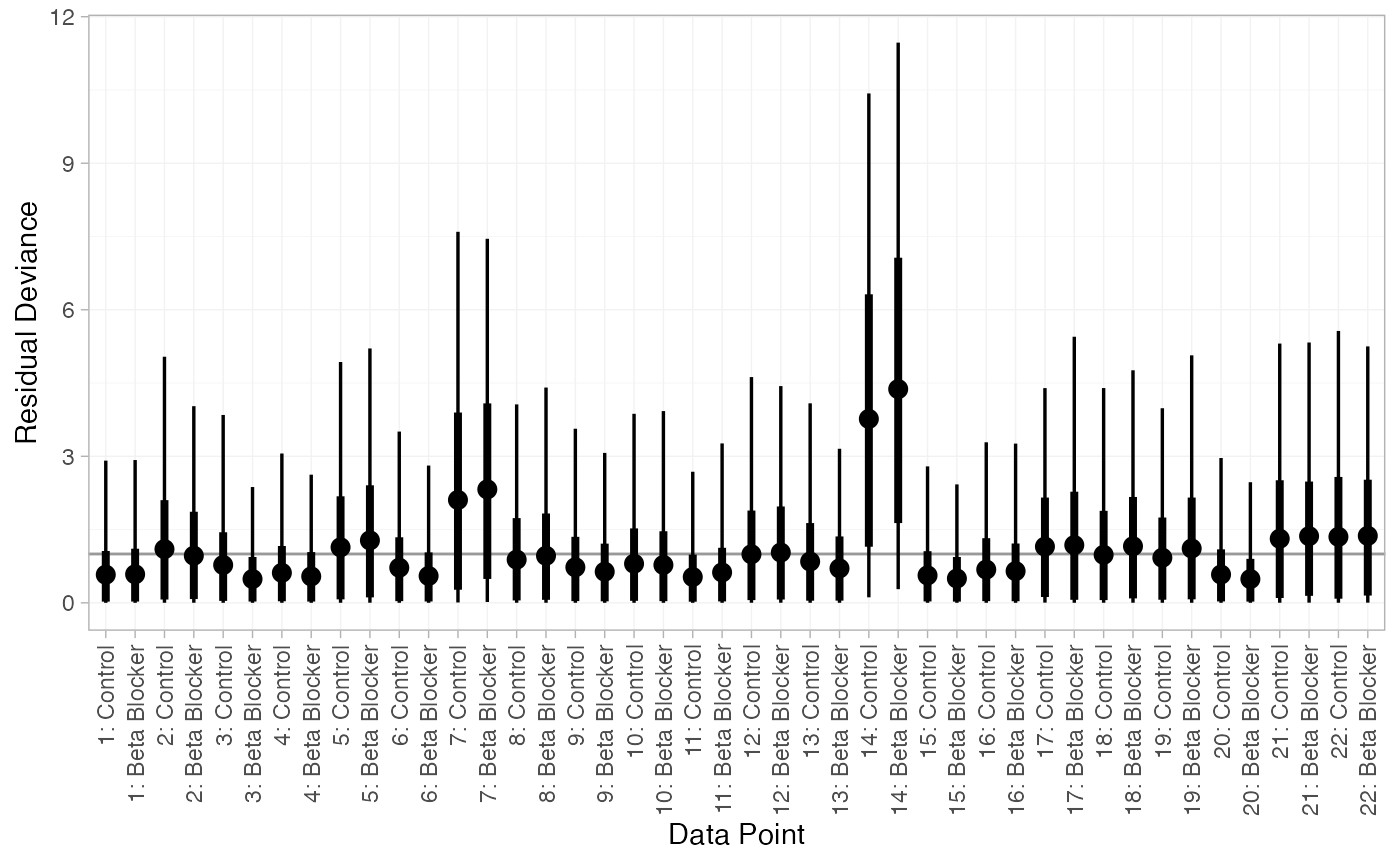 12
9
6
3
0
Residual Deviance
1: Control
1: Beta Blocker
2: Control
2: Beta Blocker
3: Control
3: Beta Blocker
4: Control
4: Beta Blocker
5: Control
5: Beta Blocker
6: Control
6: Beta Blocker
7: Control
7: Beta Blocker
8: Control
8: Beta Blocker
9: Control
9: Beta Blocker
10: Control
10: Beta Blocker
11: Control
11: Beta Blocker
12: Control
12: Beta Blocker
13: Control
13: Beta Blocker
14: Control
14: Beta Blocker
15: Control
15: Beta Blocker
16: Control
16: Beta Blocker
17: Control
17: Beta Blocker
18: Control
18: Beta Blocker
19: Control
19: Beta Blocker
20: Control
20: Beta Blocker
21: Control
21: Beta Blocker
22: Control
22: Beta Blocker
Data Point